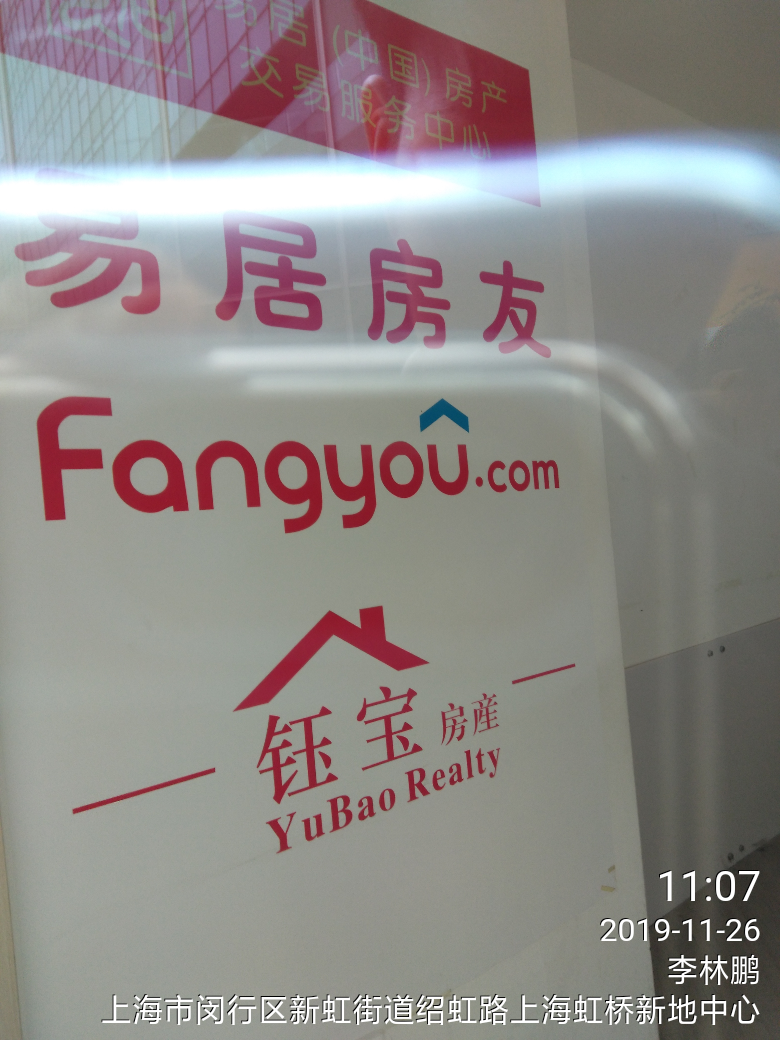 易居（中国）房产
交易服务中心
易居房友
Fangyou.com
钰宝房産
YuBao Realty
11:07
2019-11-26
李林鹏
上海市闵行区新虹街道绍虹路上海虹桥新地中心